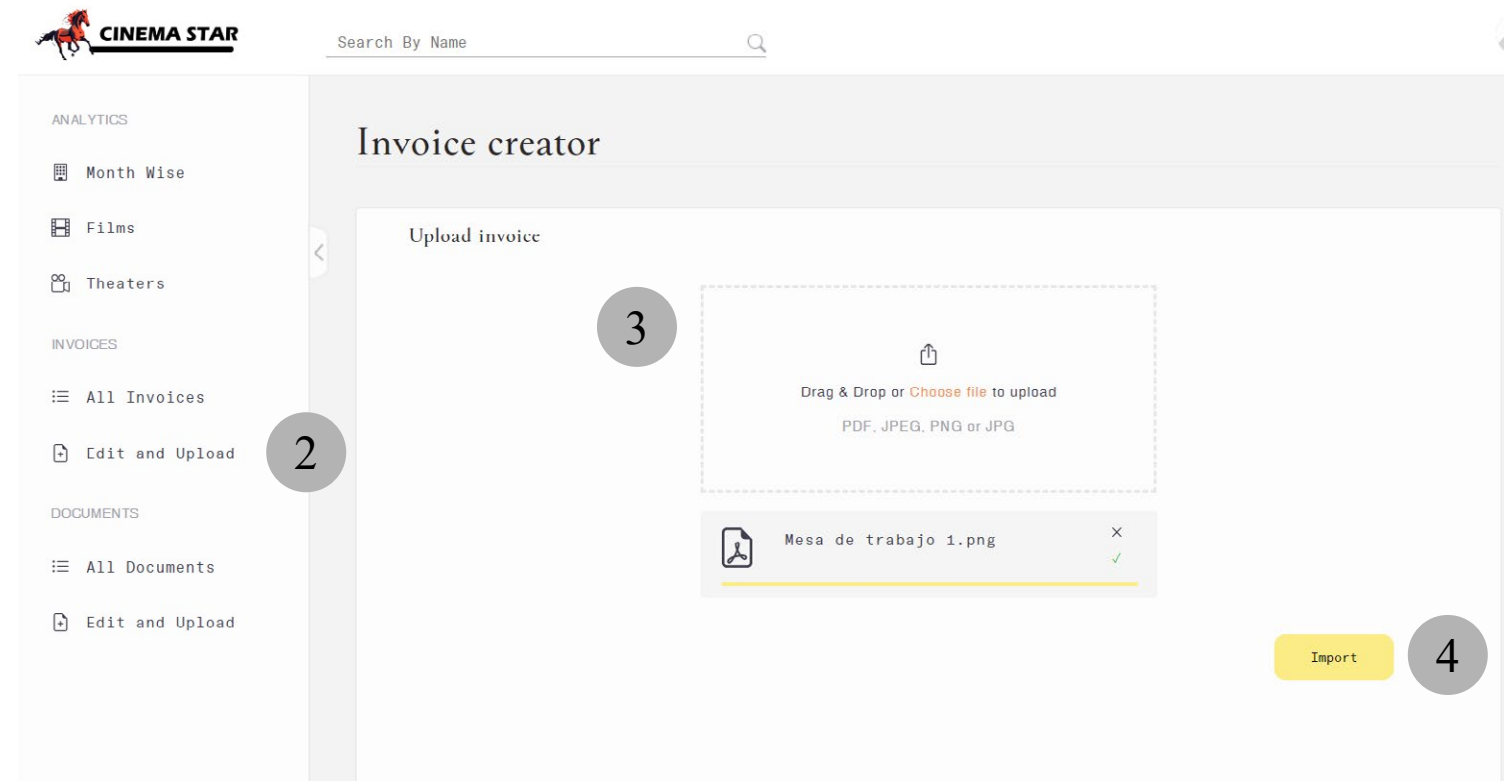 CINEMA STAR
Search By Name
ANALYTICS
Month Wise
Films
Theaters
INVOICES
All Invoices
Edit and Upload
2
DOCUMENTS
All Documents
Edit and Upload
Invoice creator
Upload invoice
3
Drag & Drop or Choose file to upload
PDF, JPEG, PNG or JPG
Mesa de trabajo 1.png
Import
4